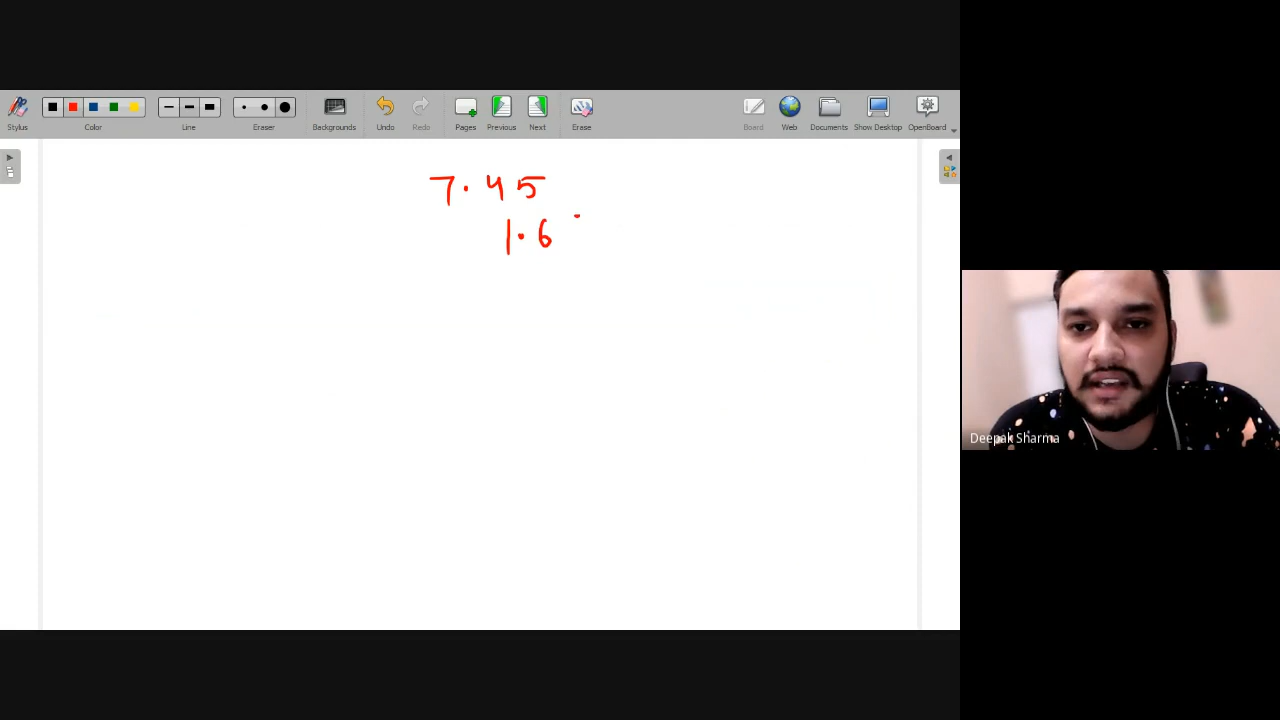 Stylus
Color
Line
Eraser
Backgrounds
Undo
Redo
Pages
Previous
Next
Erase
Board
Web
Documents
Show Desktop
OpenBoard
7.45
1.6
Deepak Sharma